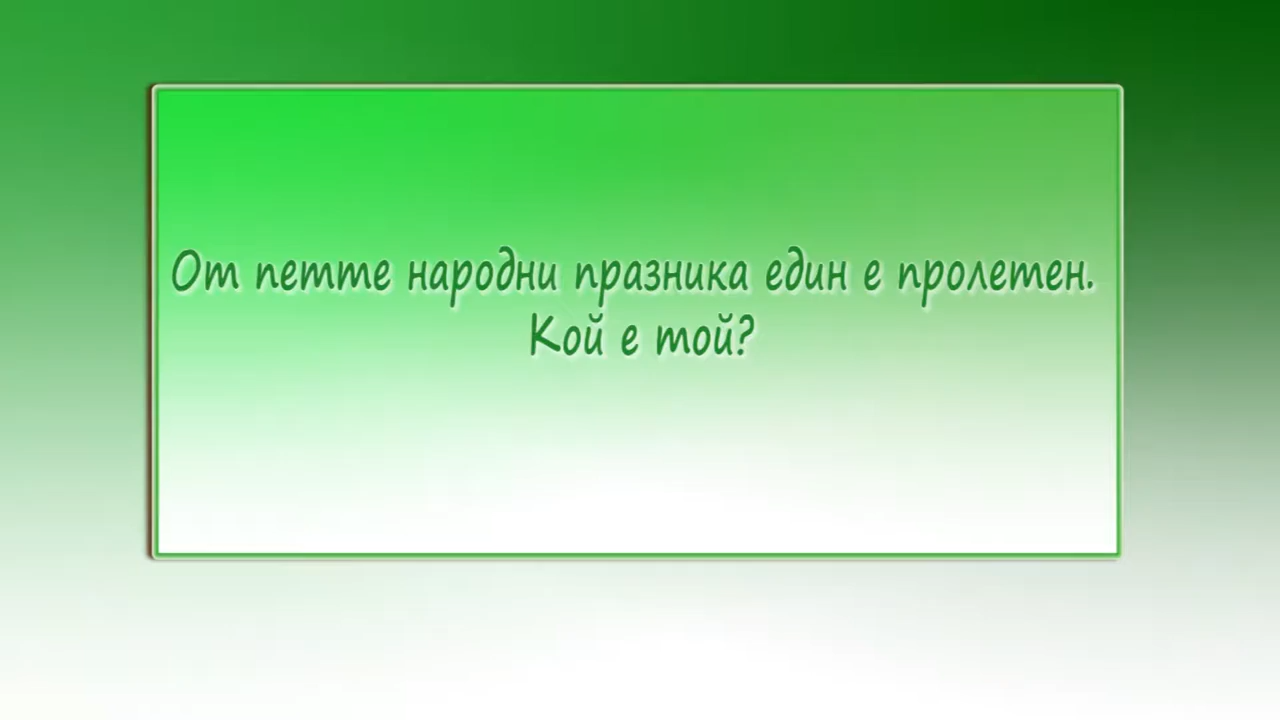 От петте народни празника един е пролетен.
Кой е той?